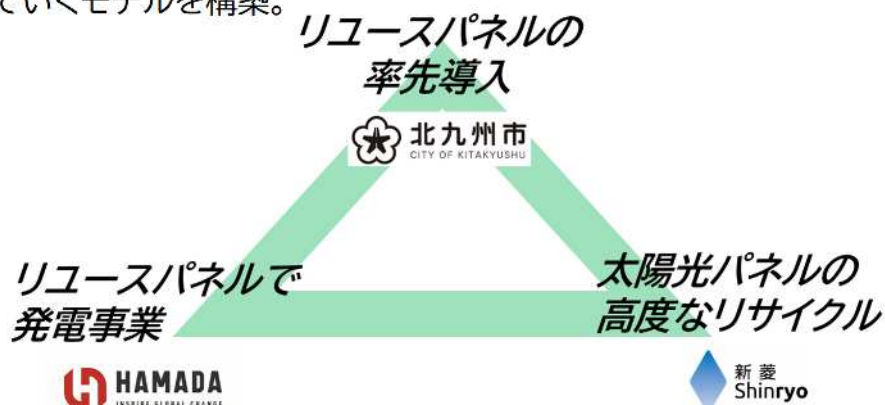 ていくモデルを構築。
リユースパネルの
率先導入
北九州市
CITY OF KITAKYUSHU
リユースパネルで
発電事業
太陽光パネルの
高度なリサイクル
HAMADA
INSPIRE GLOBAL CHANGE
新菱
Shinryo